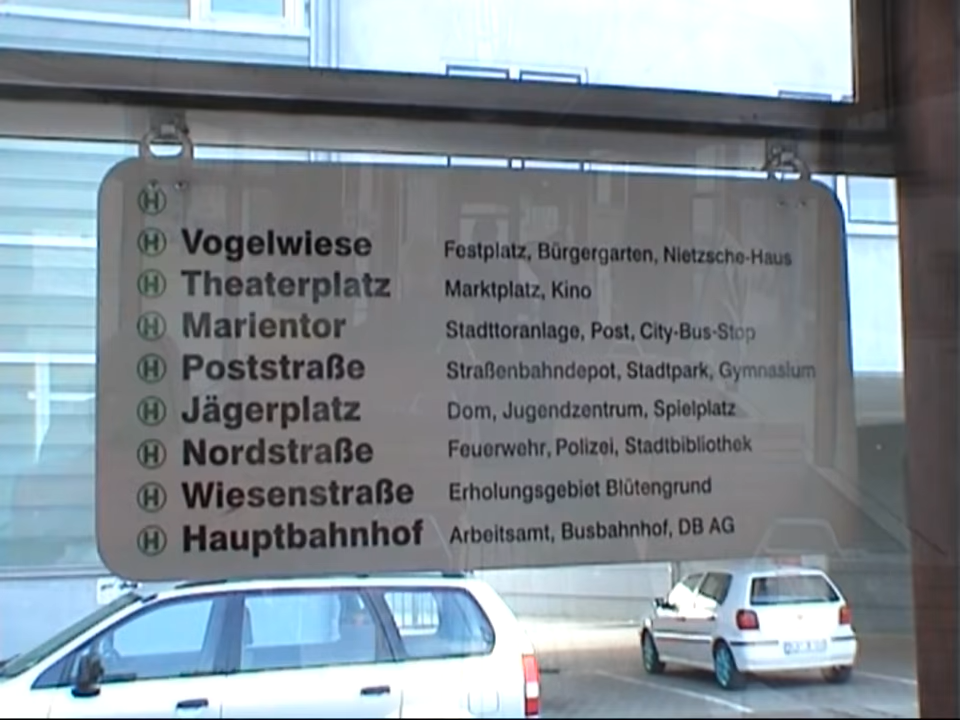 H
H Vogelwiese Festplatz, Bürgergarten, Nietzsche-Haus
H Theaterplatz Marktplatz, Kino
H Marientor Stadttoranlage, Post, City-Bus-Stop
H Poststraße Straßenbahndepot, Stadtpark, Gymnasium
H Jägerplatz Dom, Jugendzentrum, Spielplatz
H Nordstraße Feuerwehr, Polizei, Stadtbibliothek
H Wiesenstraße Erholungsgebiet Blütengrund
H Hauptbahnhof Arbeitsamt, Busbahnhof, DB AG